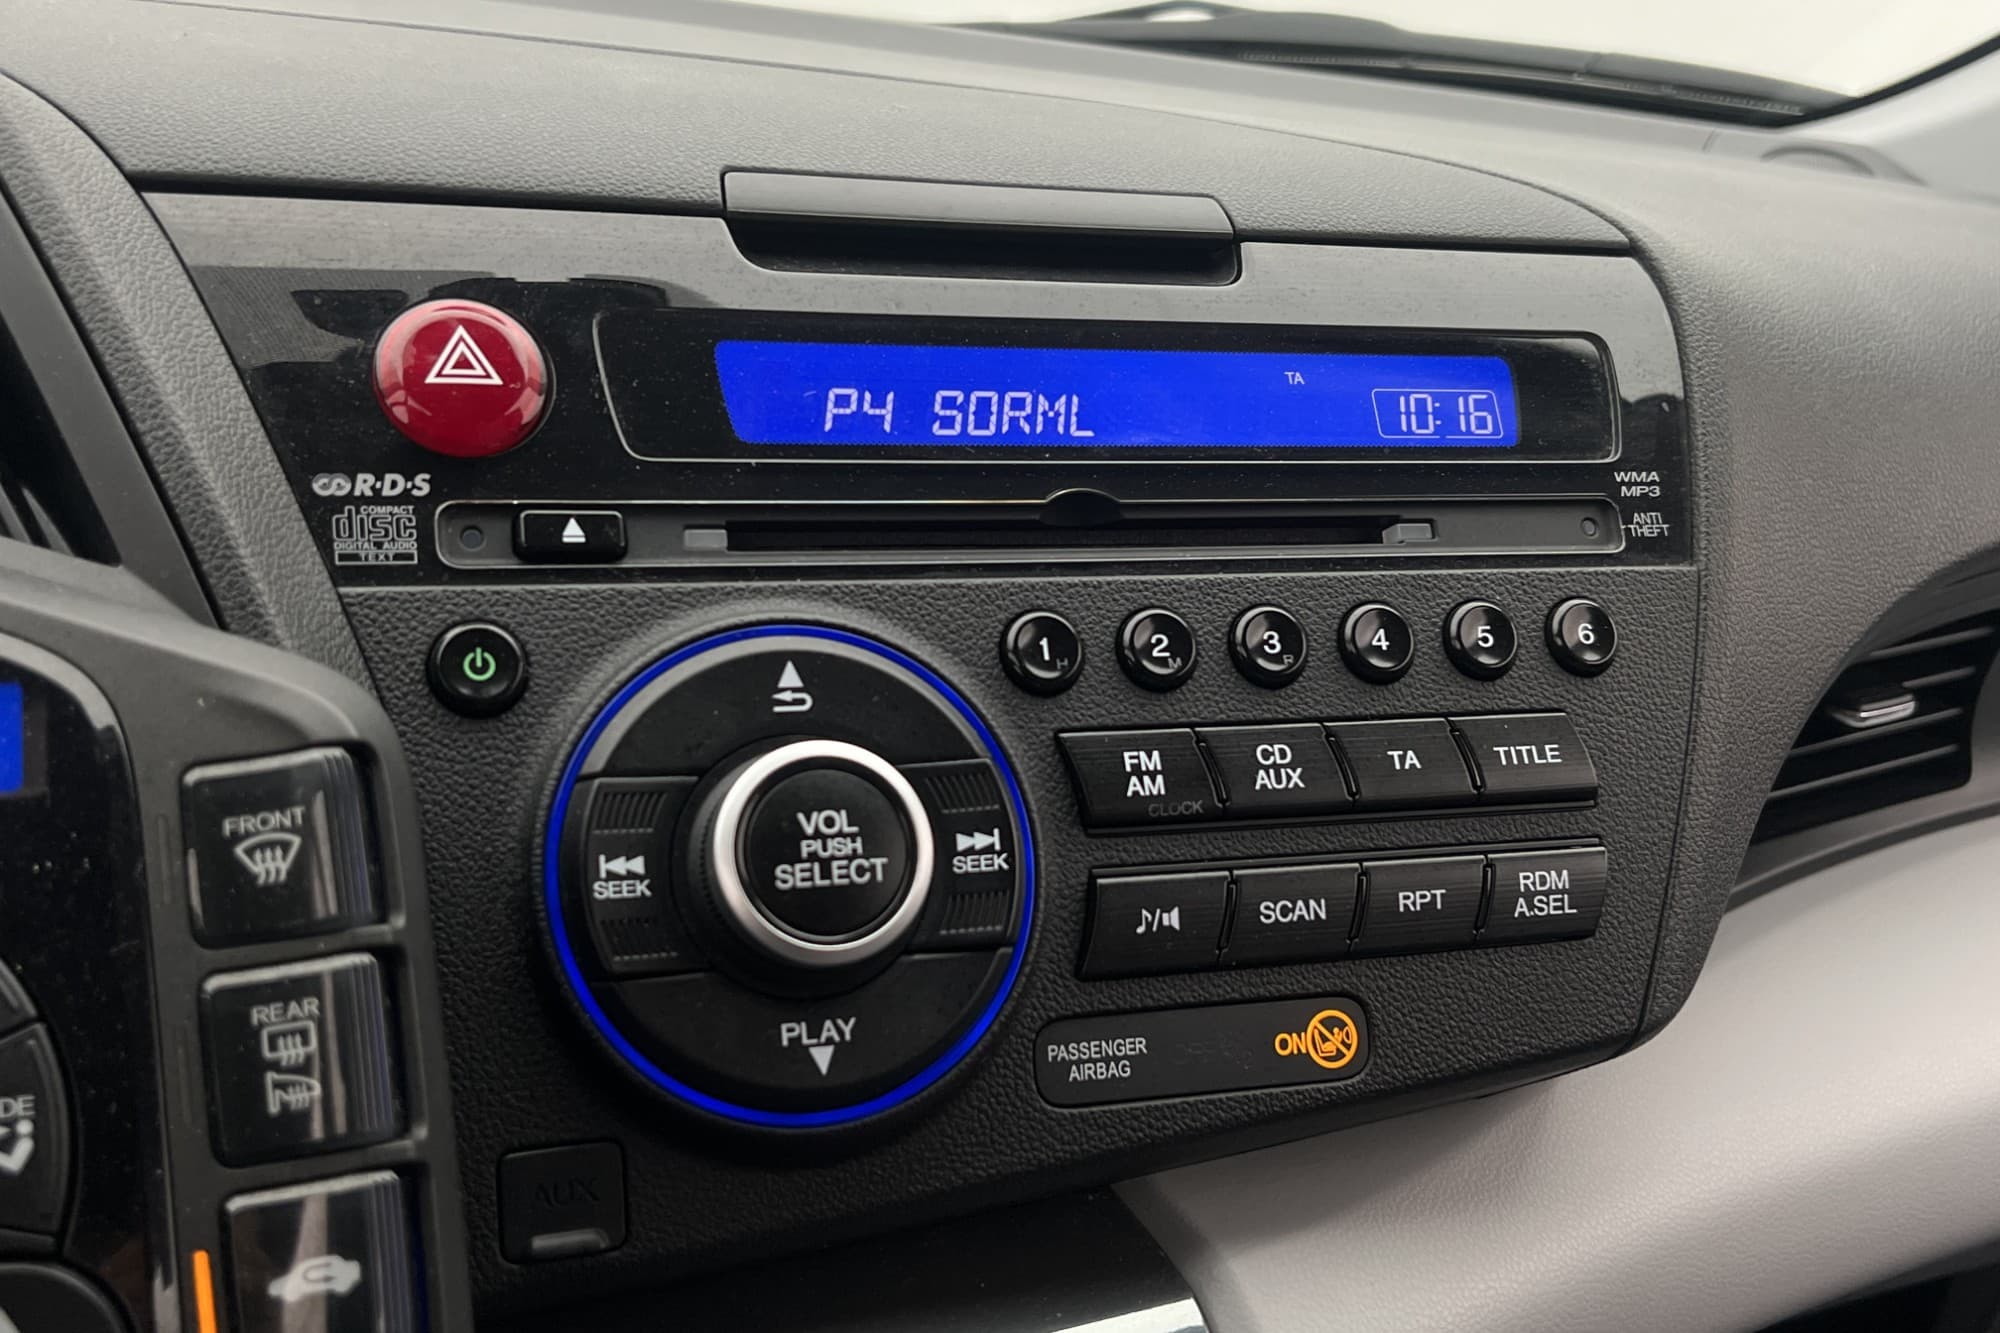 TA
P4 SORML
10:16
R·D·S
COMPACT
disc
DIGITAL AUDIO
TEXT
WMA
MP3
ANTI
THEFT
1 H
2 M
3 R
4
5
6
FM
AM
CLOCK
CD
AUX
TA
TITLE
VOL
PUSH
SELECT
SEEK
SEEK
PLAY
SCAN
RPT
RDM
A.SEL
PASSENGER
AIRBAG
ON
FRONT
REAR
DE
AUX